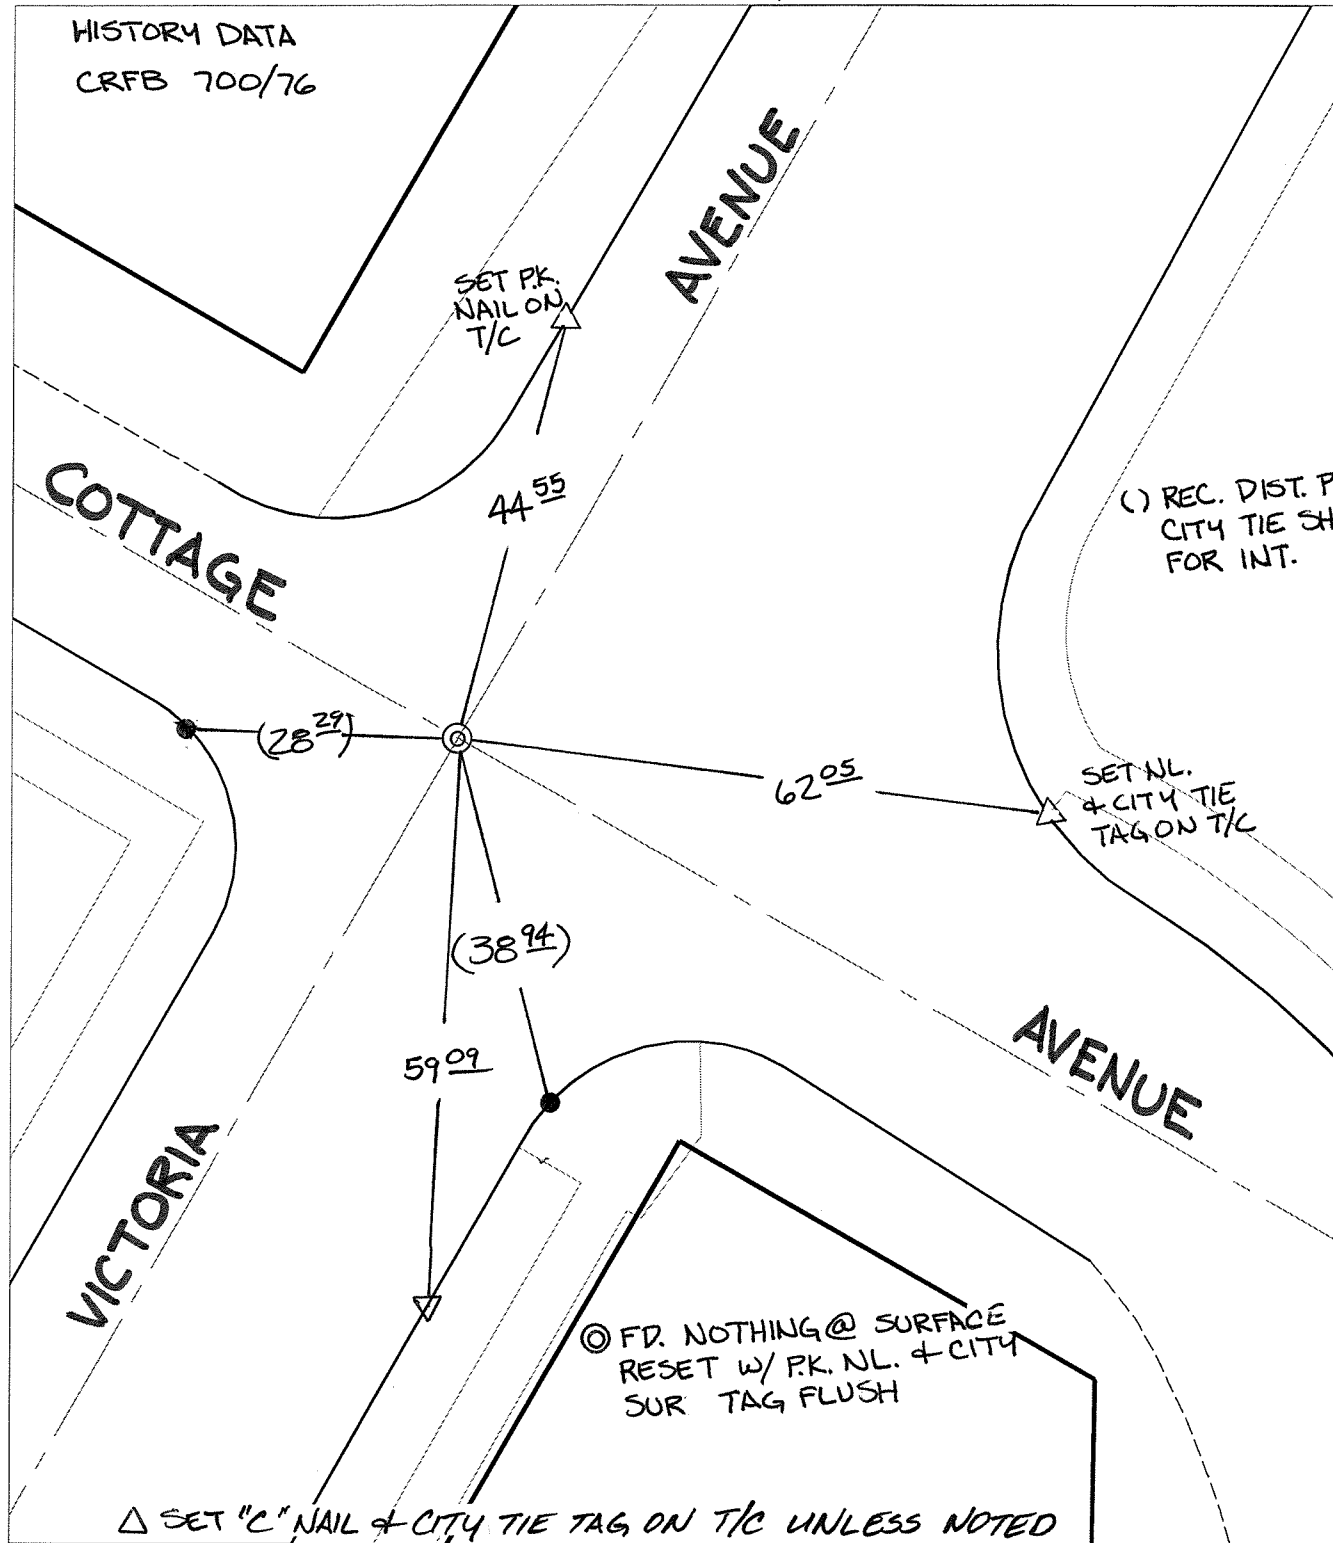 HISTORY DATA
CRFB 700/76
AVENUE
SET P.K.
NAIL ON
T/C
COTTAGE
44 55
() REC. DIST. P
CITY TIE SH
FOR INT.
(28 29)
62 05
SET NL.
& CITY TIE
TAG ON T/C
(38 94)
59 09
AVENUE
VICTORIA
FD. NOTHING @ SURFACE
RESET W/ P.K. NL. & CITY
SUR TAG FLUSH
△ SET "C" NAIL & CITY TIE TAG ON T/C UNLESS NOTED